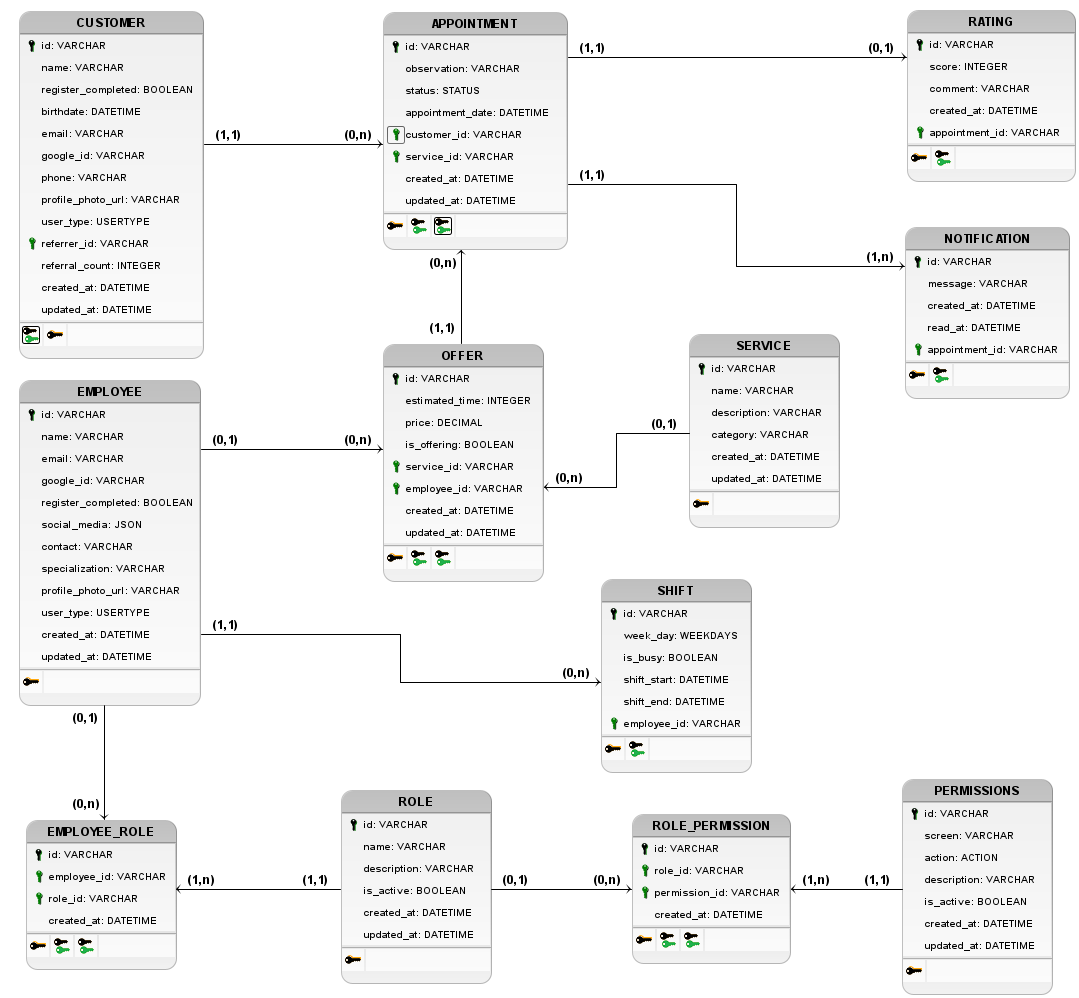 CUSTOMER
id: VARCHAR
name: VARCHAR
register_completed: BOOLEAN
birthdate: DATETIME
email: VARCHAR
google_id: VARCHAR
phone: VARCHAR
profile_photo_url: VARCHAR
user_type: USERTYPE
referrer_id: VARCHAR
referral_count: INTEGER
created_at: DATETIME
updated_at: DATETIME
(1,1)
(0,n)
APPOINTMENT
id: VARCHAR
observation: VARCHAR
status: STATUS
appointment_date: DATETIME
customer_id: VARCHAR
service_id: VARCHAR
created_at: DATETIME
updated_at: DATETIME
(1,1)
(0,1)
RATING
id: VARCHAR
score: INTEGER
comment: VARCHAR
created_at: DATETIME
appointment_id: VARCHAR
(1,1)
(1,n)
NOTIFICATION
id: VARCHAR
message: VARCHAR
created_at: DATETIME
read_at: DATETIME
appointment_id: VARCHAR
(0,n)
(1,1)
OFFER
id: VARCHAR
estimated_time: INTEGER
price: DECIMAL
is_offering: BOOLEAN
service_id: VARCHAR
employee_id: VARCHAR
created_at: DATETIME
updated_at: DATETIME
SERVICE
id: VARCHAR
name: VARCHAR
description: VARCHAR
category: VARCHAR
created_at: DATETIME
updated_at: DATETIME
(0,1)
(0,n)
EMPLOYEE
id: VARCHAR
name: VARCHAR
email: VARCHAR
google_id: VARCHAR
register_completed: BOOLEAN
social_media: JSON
contact: VARCHAR
specialization: VARCHAR
profile_photo_url: VARCHAR
user_type: USERTYPE
created_at: DATETIME
updated_at: DATETIME
(0,1)
(0,n)
(1,1)
(0,n)
SHIFT
id: VARCHAR
week_day: WEEKDAYS
is_busy: BOOLEAN
shift_start: DATETIME
shift_end: DATETIME
employee_id: VARCHAR
(0,1)
(0,n)
EMPLOYEE_ROLE
id: VARCHAR
employee_id: VARCHAR
role_id: VARCHAR
created_at: DATETIME
(1,n)
(1,1)
ROLE
id: VARCHAR
name: VARCHAR
description: VARCHAR
is_active: BOOLEAN
created_at: DATETIME
updated_at: DATETIME
(0,1)
(0,n)
ROLE_PERMISSION
id: VARCHAR
role_id: VARCHAR
permission_id: VARCHAR
created_at: DATETIME
(1,n)
(1,1)
PERMISSIONS
id: VARCHAR
screen: VARCHAR
action: ACTION
description: VARCHAR
is_active: BOOLEAN
created_at: DATETIME
updated_at: DATETIME